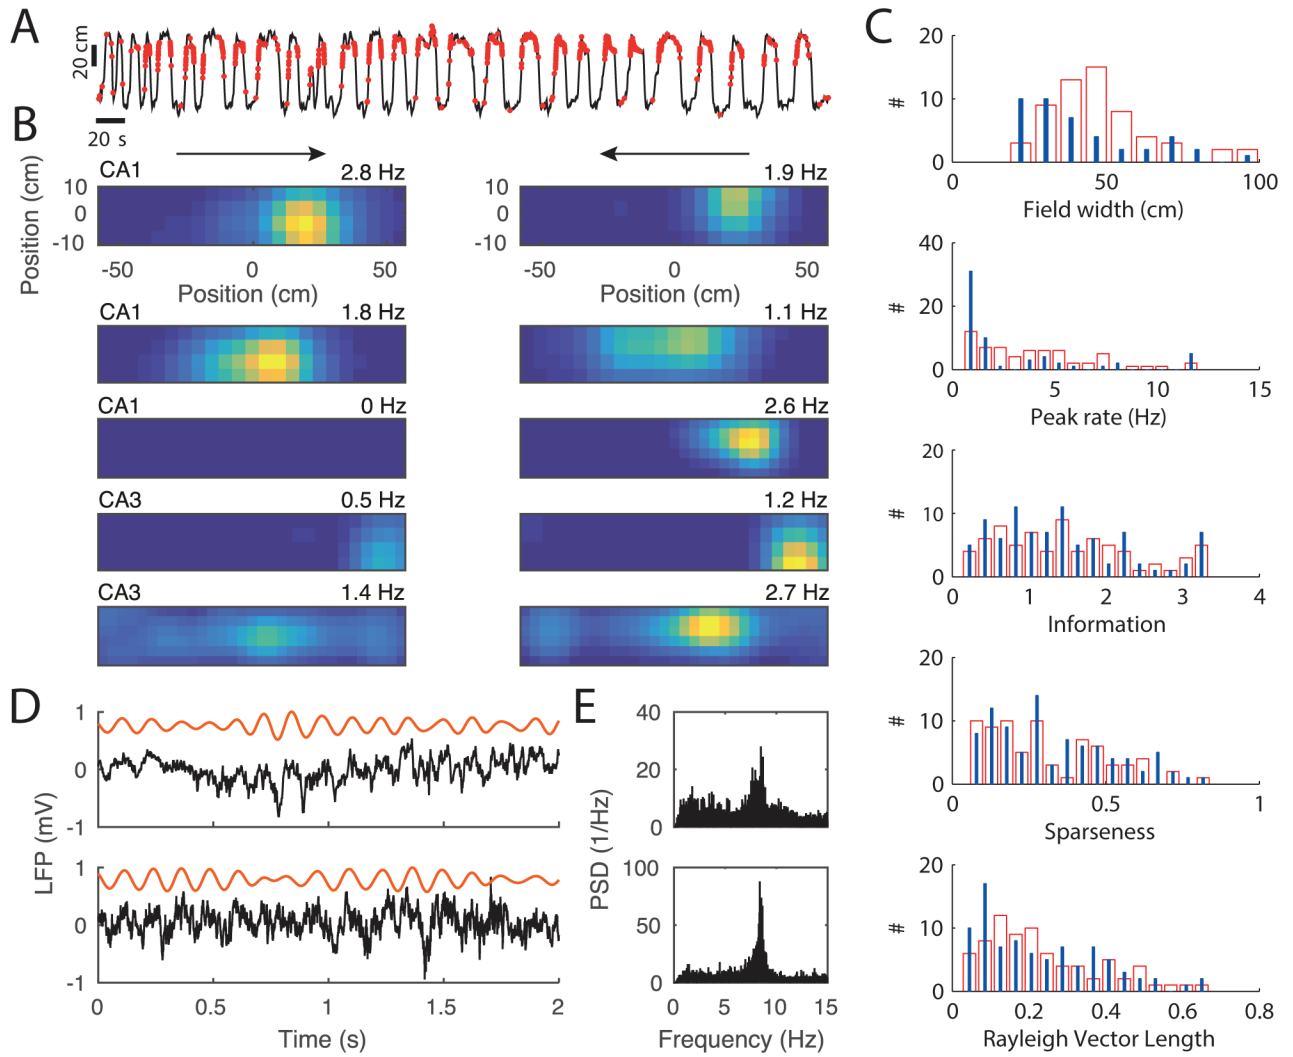 A
20 cm
20 s
B
CA1 2.8 Hz
1.9 Hz
Position (cm)
10
0
-10
10
0
-10
-50 0 50
-50 0 50
Position (cm)
Position (cm)
CA1 1.8 Hz
1.1 Hz
CA1 0 Hz
2.6 Hz
CA3 0.5 Hz
1.2 Hz
CA3 1.4 Hz
2.7 Hz
C
20
10
0
#
0 50 100
Field width (cm)
40
20
0
#
0 5 10 15
Peak rate (Hz)
20
10
0
#
0 1 2 3 4
Information
20
10
0
#
0 0.5 1
Sparseness
20
10
0
#
0.2 0.4 0.6 0.8
Rayleigh Vector Length
D
LFP (mV)
1
0
-1
1
0
-1
0 0.5 1 1.5 2
Time (s)
E
PSD (1/Hz)
40
20
0
0 5 10 15
100
50
0
0 5 10 15
Frequency (Hz)